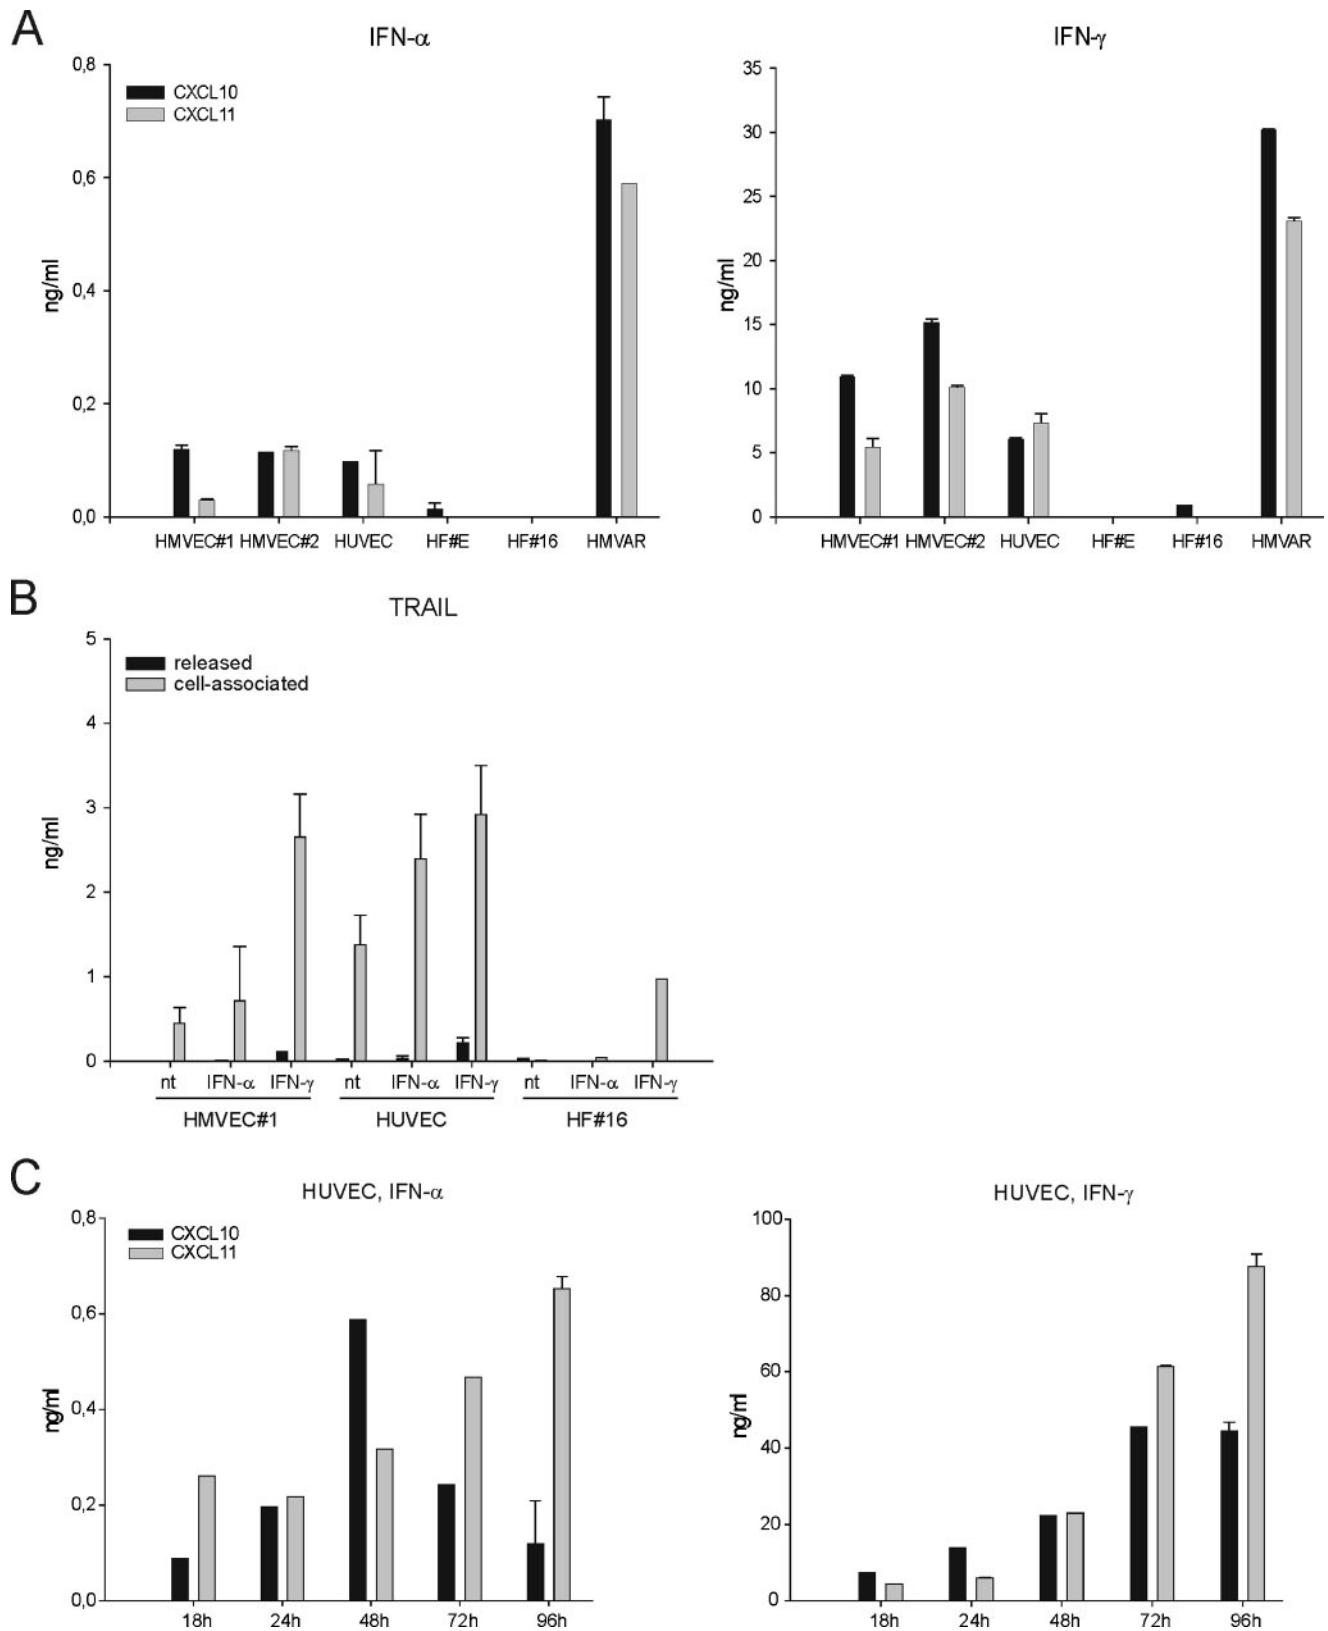 A
IFN-α
0,8
0,6
0,4
0,2
0,0
ng/ml
CXCL10
CXCL11
HMVEC#1 HMVEC#2 HUVEC HF#E HF#16 HMVAR
IFN-γ
35
30
25
20
15
10
5
0
ng/ml
HMVEC#1 HMVEC#2 HUVEC HF#E HF#16 HMVAR
B
TRAIL
5
4
3
2
1
0
ng/ml
released
cell-associated
nt IFN-α IFN-γ nt IFN-α IFN-γ nt IFN-α IFN-γ
HMVEC#1 HUVEC HF#16
C
HUVEC, IFN-α
0,8
0,6
0,4
0,2
0,0
ng/ml
CXCL10
CXCL11
18h 24h 48h 72h 96h
HUVEC, IFN-γ
100
80
60
40
20
0
ng/ml
18h 24h 48h 72h 96h